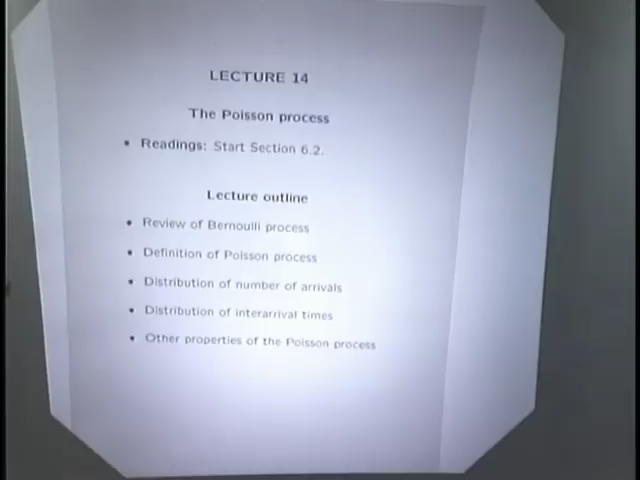 LECTURE 14
The Poisson process
• Readings: Start Section 6.2.
Lecture outline
• Review of Bernoulli process
• Definition of Poisson process
• Distribution of number of arrivals
• Distribution of interarrival times
• Other properties of the Poisson process